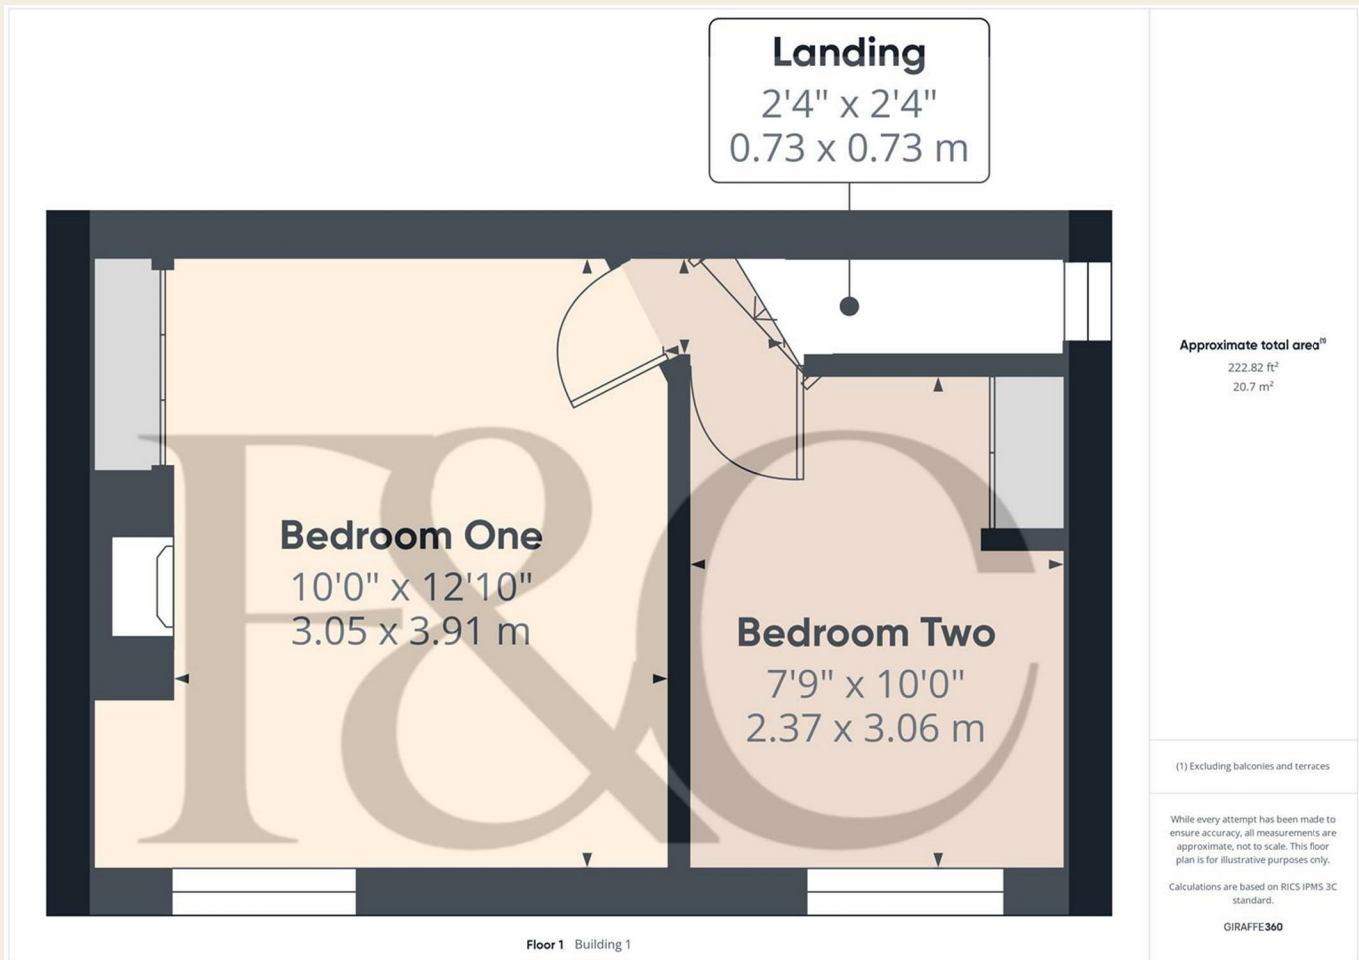 Landing
2'4" x 2'4"
0.73 x 0.73 m
Bedroom One
10'0" x 12'10"
3.05 x 3.91 m
Bedroom Two
7'9" x 10'0"
2.37 x 3.06 m
F&C
Floor 1 Building 1
Approximate total area(1)
222.82 ft²
20.7 m²
(1) Excluding balconies and terraces
While every attempt has been made to
ensure accuracy, all measurements are
approximate, not to scale. This floor
plan is for illustrative purposes only.
Calculations are based on RICS IPMS 3C
standard.
GIRAFFE360